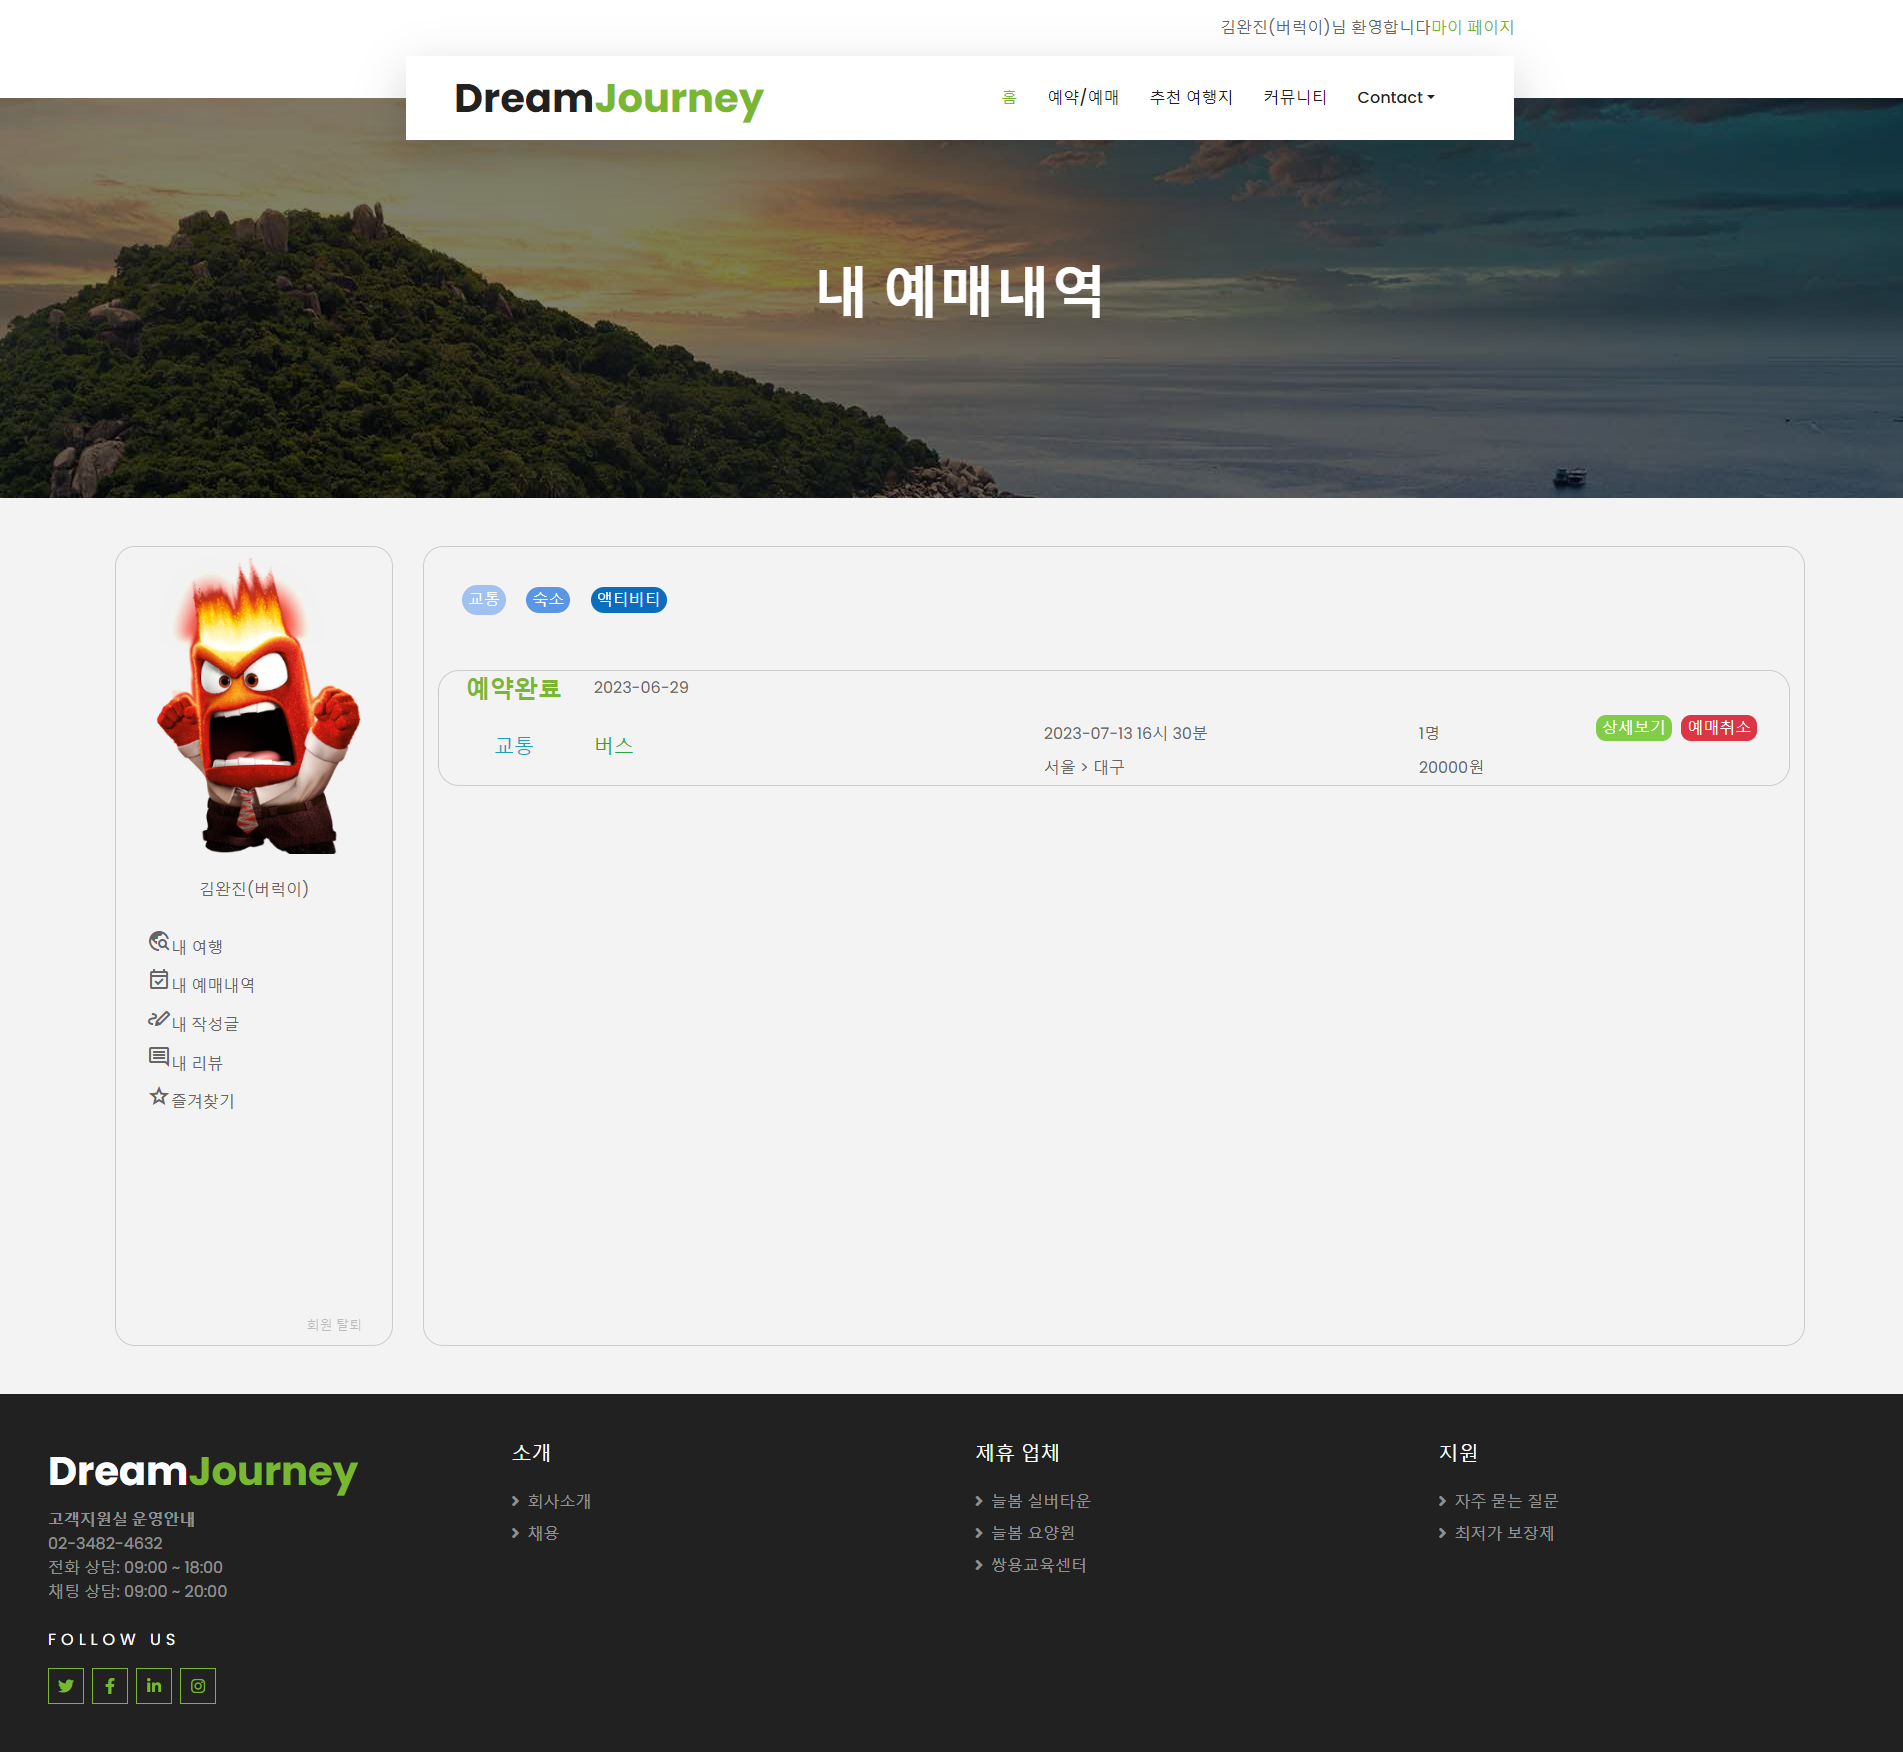 김완진(버럭이)님 환영합니다마이 페이지
DreamJourney
홈 예약/예매 추천 여행지 커뮤니티 Contact
내 예매내역
김완진(버럭이)
내 여행
내 예매내역
내 작성글
내 리뷰
즐겨찾기
회원 탈퇴
교통 숙소 액티비티
예약완료 2023-06-29
교통 버스
2023-07-13 16시 30분
서울 > 대구
1명
20000원
상세보기 예매취소
DreamJourney
고객지원실 운영안내
02-3482-4632
전화 상담: 09:00 ~ 18:00
채팅 상담: 09:00 ~ 20:00
FOLLOW US
소개
회사소개
채용
제휴 업체
늘봄 실버타운
늘봄 요양원
쌍용교육센터
지원
자주 묻는 질문
최저가 보장제